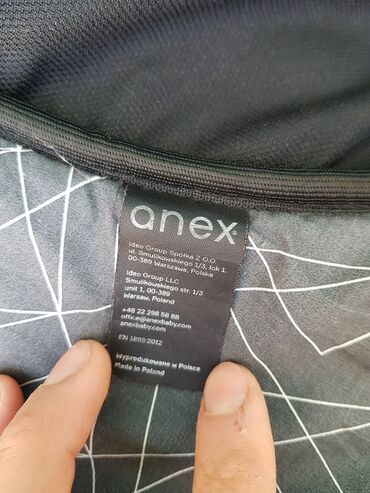 anex
Ideo Group Spółka Z O.O.
ul. Smulikowskiego 1/3, lok 1,
00-389 Warszawa, Polska
Ideo Group LLC
Smulikowskiego str. 1/3
unit 1, 00-389
Warsaw, Poland
+48 22 298 58 88
office@anexbaby.com
anexbaby.com
EN 1888:2012
Wyprodukowane w Polsce
Made in Poland